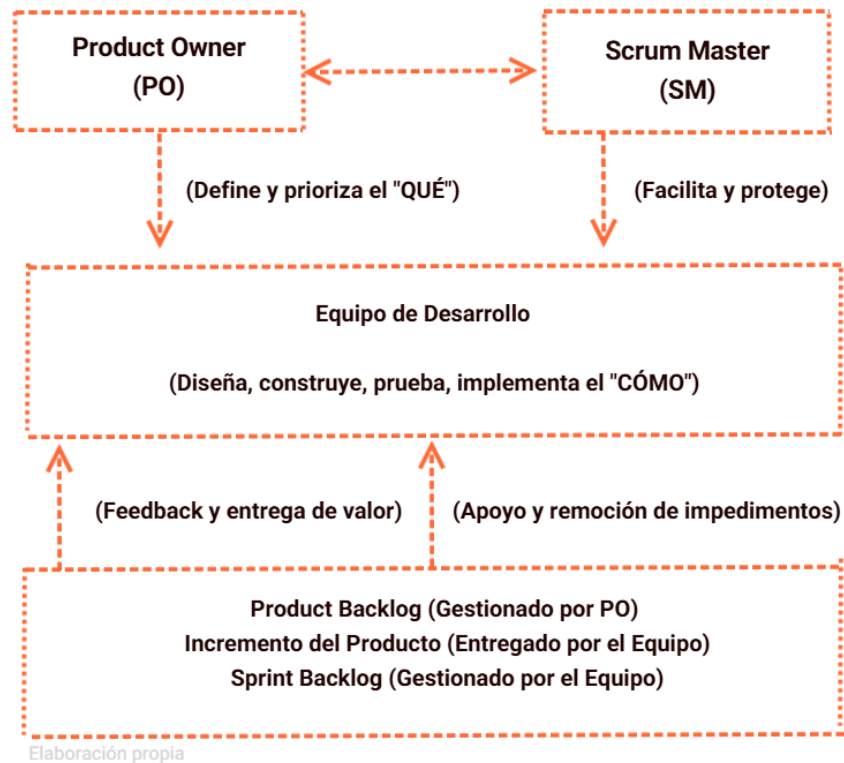 Product Owner
(PO)
Scrum Master
(SM)
(Define y prioriza el "QUÉ")
(Facilita y protege)
Equipo de Desarrollo
(Diseña, construye, prueba, implementa el "CÓMO")
(Feedback y entrega de valor)
(Apoyo y remoción de impedimentos)
Product Backlog (Gestionado por PO)
Incremento del Producto (Entregado por el Equipo)
Sprint Backlog (Gestionado por el Equipo)
Elaboración propia